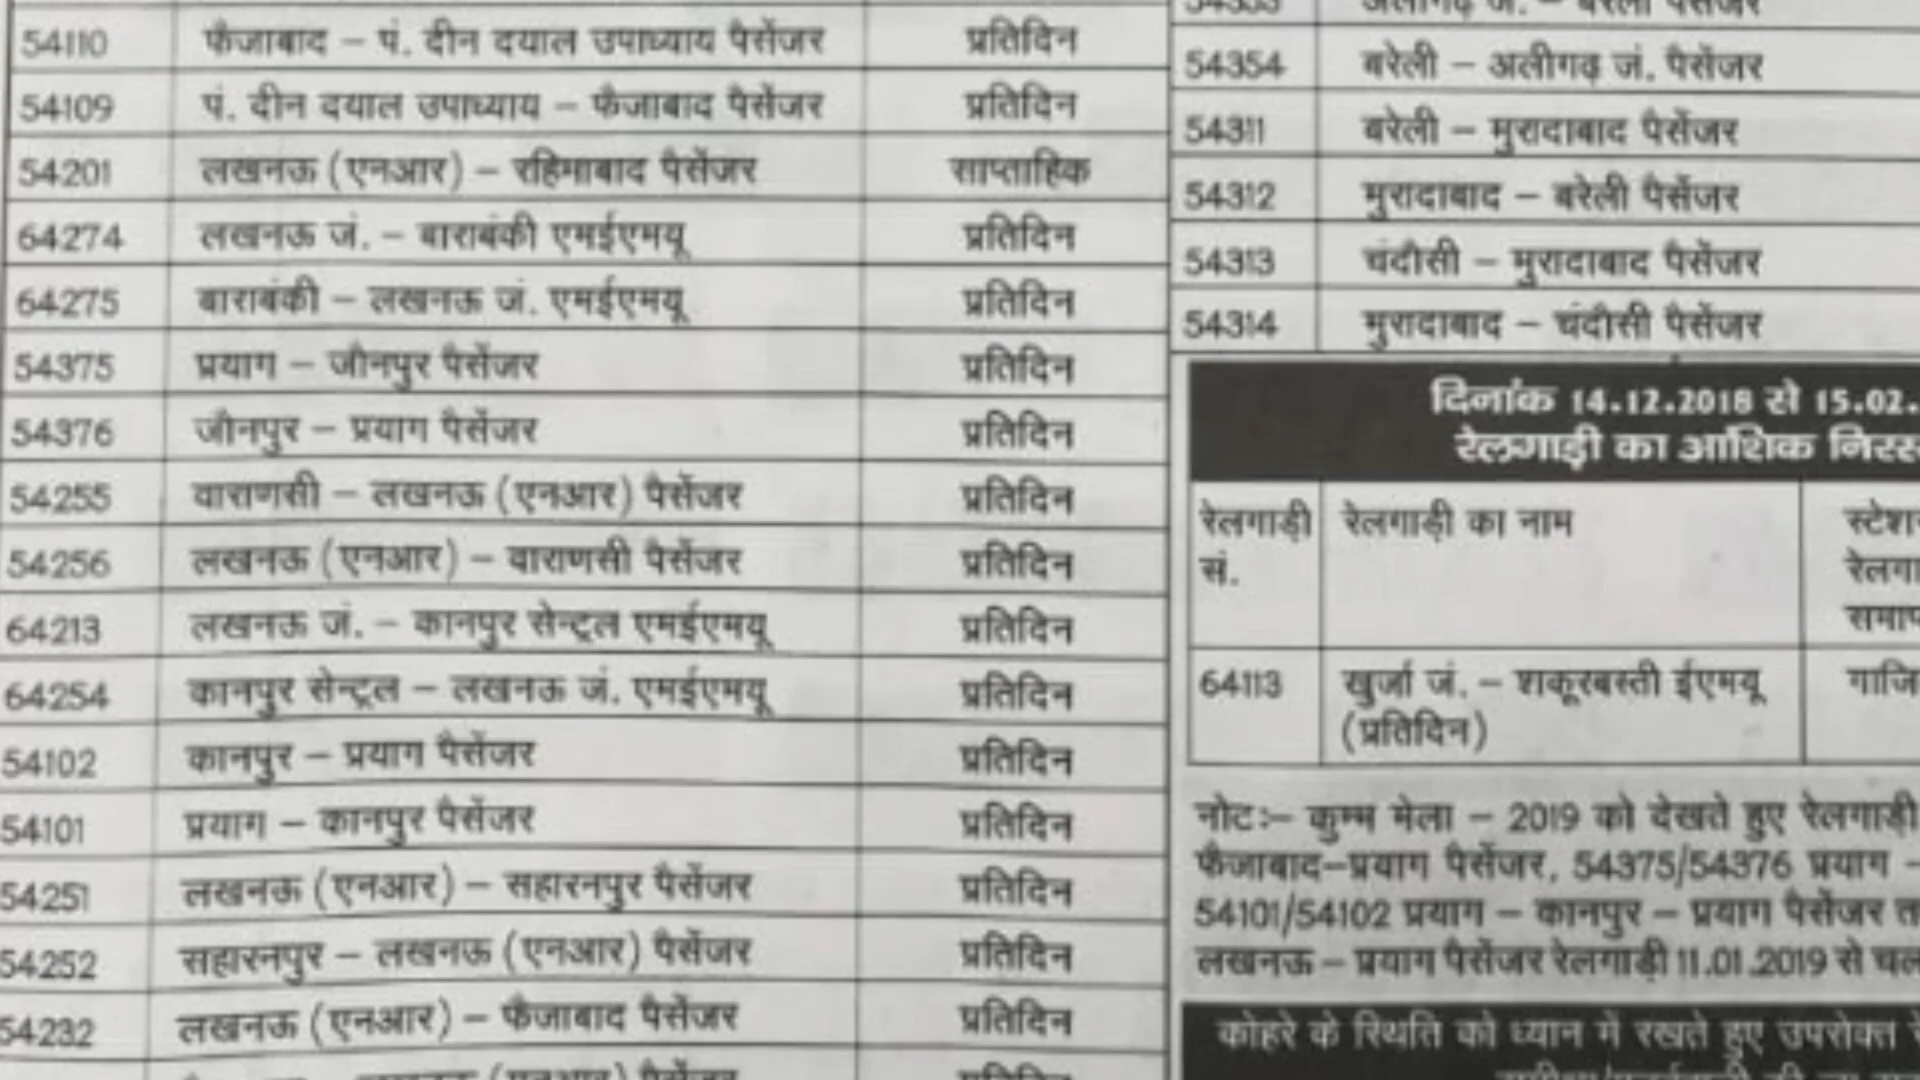 54110 फैजाबाद – पं. दीन दयाल उपाध्याय पैसेंजर प्रतिदिन
54109 पं. दीन दयाल उपाध्याय – फैजाबाद पैसेंजर प्रतिदिन
54201 लखनऊ (एनआर) – रहिमाबाद पैसेंजर साप्ताहिक
64274 लखनऊ जं. – बाराबंकी एमईएमयू प्रतिदिन
64275 बाराबंकी – लखनऊ जं. एमईएमयू प्रतिदिन
54375 प्रयाग – जौनपुर पैसेंजर प्रतिदिन
54376 जौनपुर – प्रयाग पैसेंजर प्रतिदिन
54255 वाराणसी – लखनऊ (एनआर) पैसेंजर प्रतिदिन
54256 लखनऊ (एनआर) – वाराणसी पैसेंजर प्रतिदिन
64213 लखनऊ जं. – कानपुर सेन्ट्रल एमईएमयू प्रतिदिन
64254 कानपुर सेन्ट्रल – लखनऊ जं. एमईएमयू प्रतिदिन
54102 कानपुर – प्रयाग पैसेंजर प्रतिदिन
54101 प्रयाग – कानपुर पैसेंजर प्रतिदिन
54251 लखनऊ (एनआर) – सहारनपुर पैसेंजर प्रतिदिन
54252 सहारनपुर – लखनऊ (एनआर) पैसेंजर प्रतिदिन
54232 लखनऊ (एनआर) – फैजाबाद पैसेंजर प्रतिदिन
54354 बरेली – अलीगढ़ जं. पैसेंजर
54311 बरेली – मुरादाबाद पैसेंजर
54312 मुरादाबाद – बरेली पैसेंजर
54313 चंदौसी – मुरादाबाद पैसेंजर
54314 मुरादाबाद – चंदौसी पैसेंजर
दिनांक 14.12.2018 से 15.02.
रेलगाड़ी का आंशिक
रेलगाड़ी सं. रेलगाड़ी का नाम
64113 खुर्जा जं. – शकूरबस्ती ईएमयू
(प्रतिदिन)
नोटः– कुम्भ मेला – 2019 को देखते हुए रेलगाड़ी
फैजाबाद–प्रयाग पैसेंजर, 54375/54376 प्रयाग –
54101/54102 प्रयाग – कानपुर – प्रयाग पैसेंजर
लखनऊ – प्रयाग पैसेंजर रेलगाड़ी 11.01.2019 से
कोहरे के स्थिति को ध्यान में रखते हुए उपरोक्त